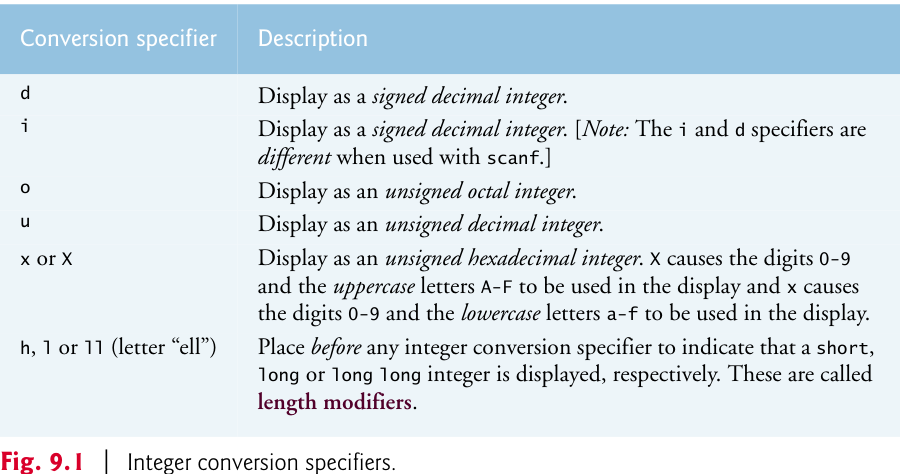 Conversion specifier Description
d Display as a signed decimal integer.
i Display as a signed decimal integer. [Note: The i and d specifiers are
different when used with scanf.]
o Display as an unsigned octal integer.
u Display as an unsigned decimal integer.
x or X Display as an unsigned hexadecimal integer. X causes the digits 0-9
and the uppercase letters A-F to be used in the display and x causes
the digits 0-9 and the lowercase letters a-f to be used in the display.
h, l or ll (letter “ell”) Place before any integer conversion specifier to indicate that a short,
long or long long integer is displayed, respectively. These are called
length modifiers.
Fig. 9.1 | Integer conversion specifiers.